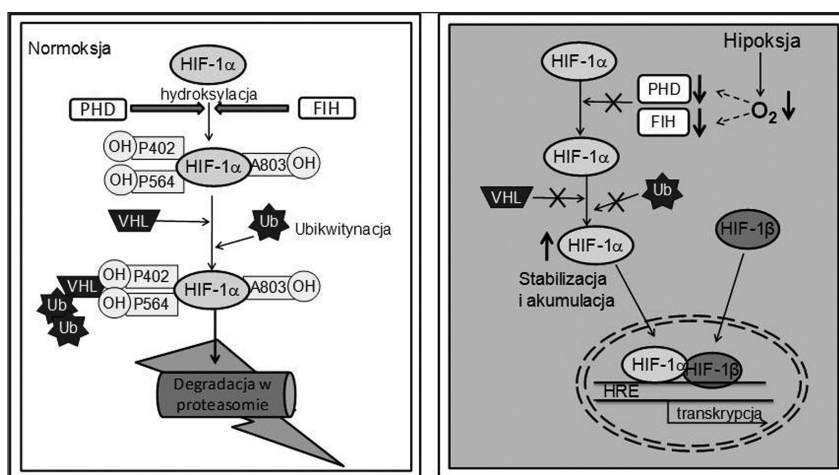 Normoksja
HIF-1α
hydroksylacja
PHD
FIH
OH P402
OH P564
HIF-1α
A803 OH
VHL
Ub
Ubikwitynacja
OH P402
VHL
OH P564
HIF-1α
A803 OH
Ub
Ub
Degradacja w
proteasomie
Hipoksja
HIF-1α
PHD
FIH
O2
HIF-1α
VHL
Ub
HIF-1α
HIF-1β
Stabilizacja
i akumulacja
HIF-1α
HIF-1β
HRE
transkrypcja